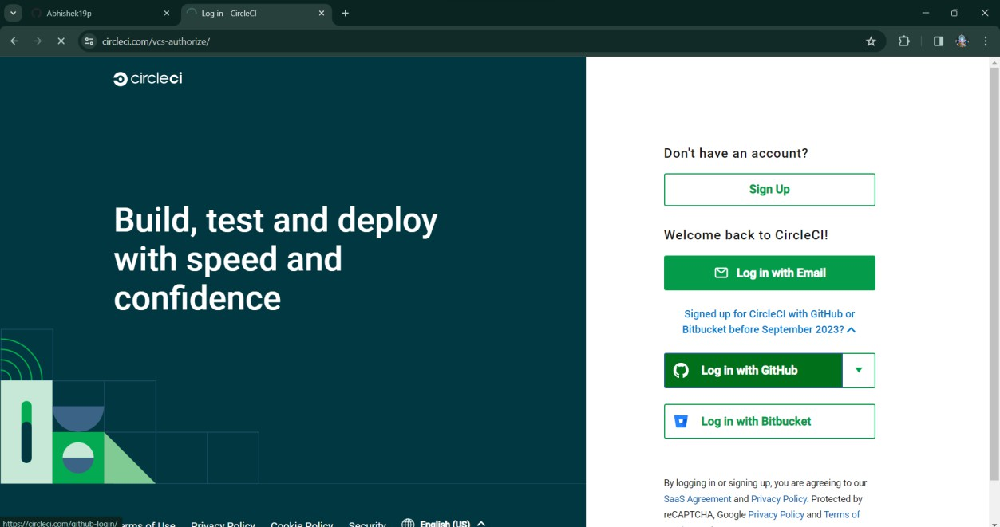 Abhishek19p
Log in - CircleCI
circleci.com/vcs-authorize/
circleci
Build, test and deploy
with speed and
confidence
Don't have an account?
Sign Up
Welcome back to CircleCI!
Log in with Email
Signed up for CircleCI with GitHub or
Bitbucket before September 2023?
Log in with GitHub
Log in with Bitbucket
By logging in or signing up, you are agreeing to our
SaaS Agreement and Privacy Policy. Protected by
reCAPTCHA, Google Privacy Policy and Terms of
https://circleci.com/github-login/
of Use Privacy Policy Cookie Policy Security English (US)